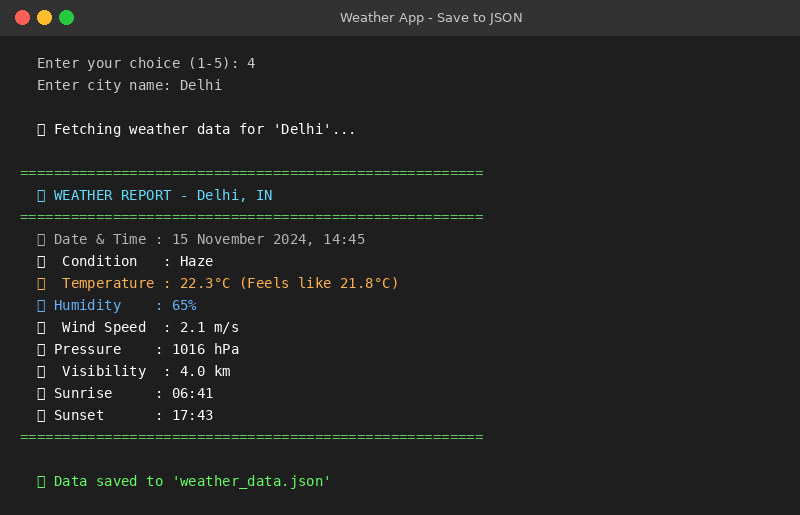 Weather App - Save to JSON
Enter your choice (1-5): 4
Enter city name: Delhi
▯ Fetching weather data for 'Delhi'...
=======================================================
▯ WEATHER REPORT - Delhi, IN
=======================================================
▯ Date & Time : 15 November 2024, 14:45
▯  Condition   : Haze
▯  Temperature : 22.3°C (Feels like 21.8°C)
▯ Humidity    : 65%
▯  Wind Speed  : 2.1 m/s
▯ Pressure    : 1016 hPa
▯  Visibility  : 4.0 km
▯ Sunrise     : 06:41
▯ Sunset      : 17:43
=======================================================
▯ Data saved to 'weather_data.json'